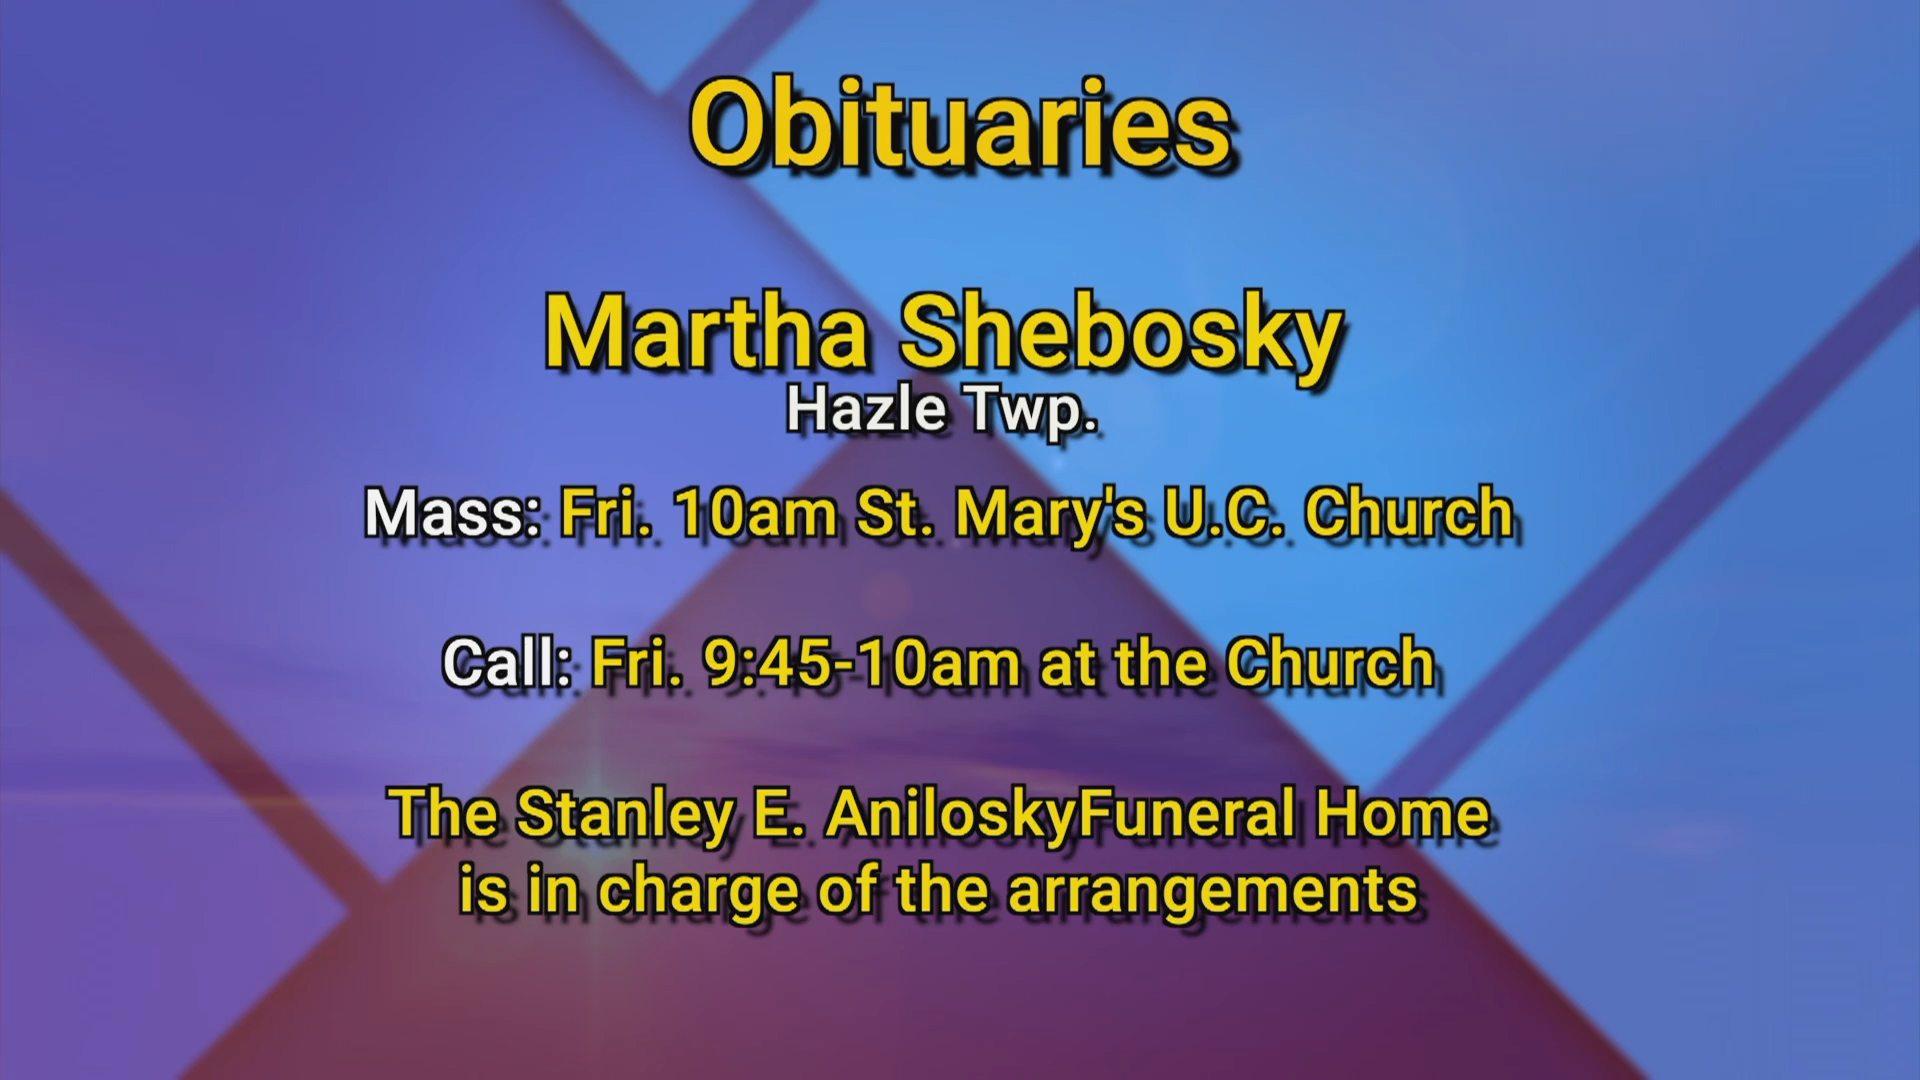 Obituaries
Martha Shebosky
Hazle Twp.
Mass: Fri. 10am St. Mary's U.C. Church
Call: Fri. 9:45-10am at the Church
The Stanley E. AniloskyFuneral Home
is in charge of the arrangements